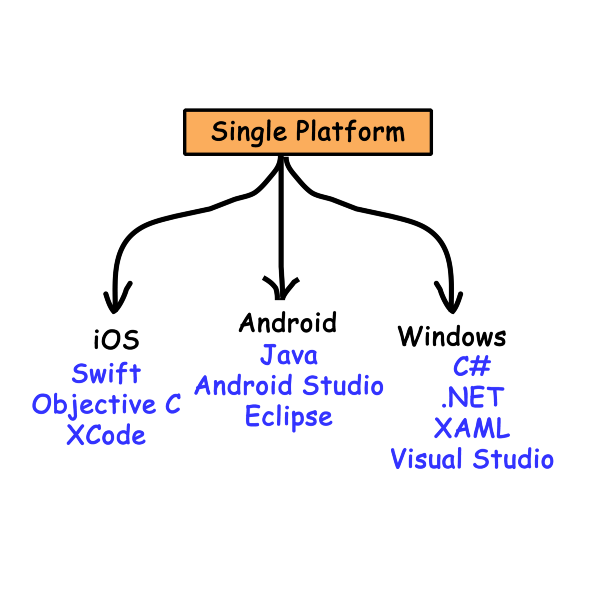 Single Platform
iOS
Swift
Objective C
XCode
Android
Java
Android Studio
Eclipse
Windows
C#
.NET
XAML
Visual Studio